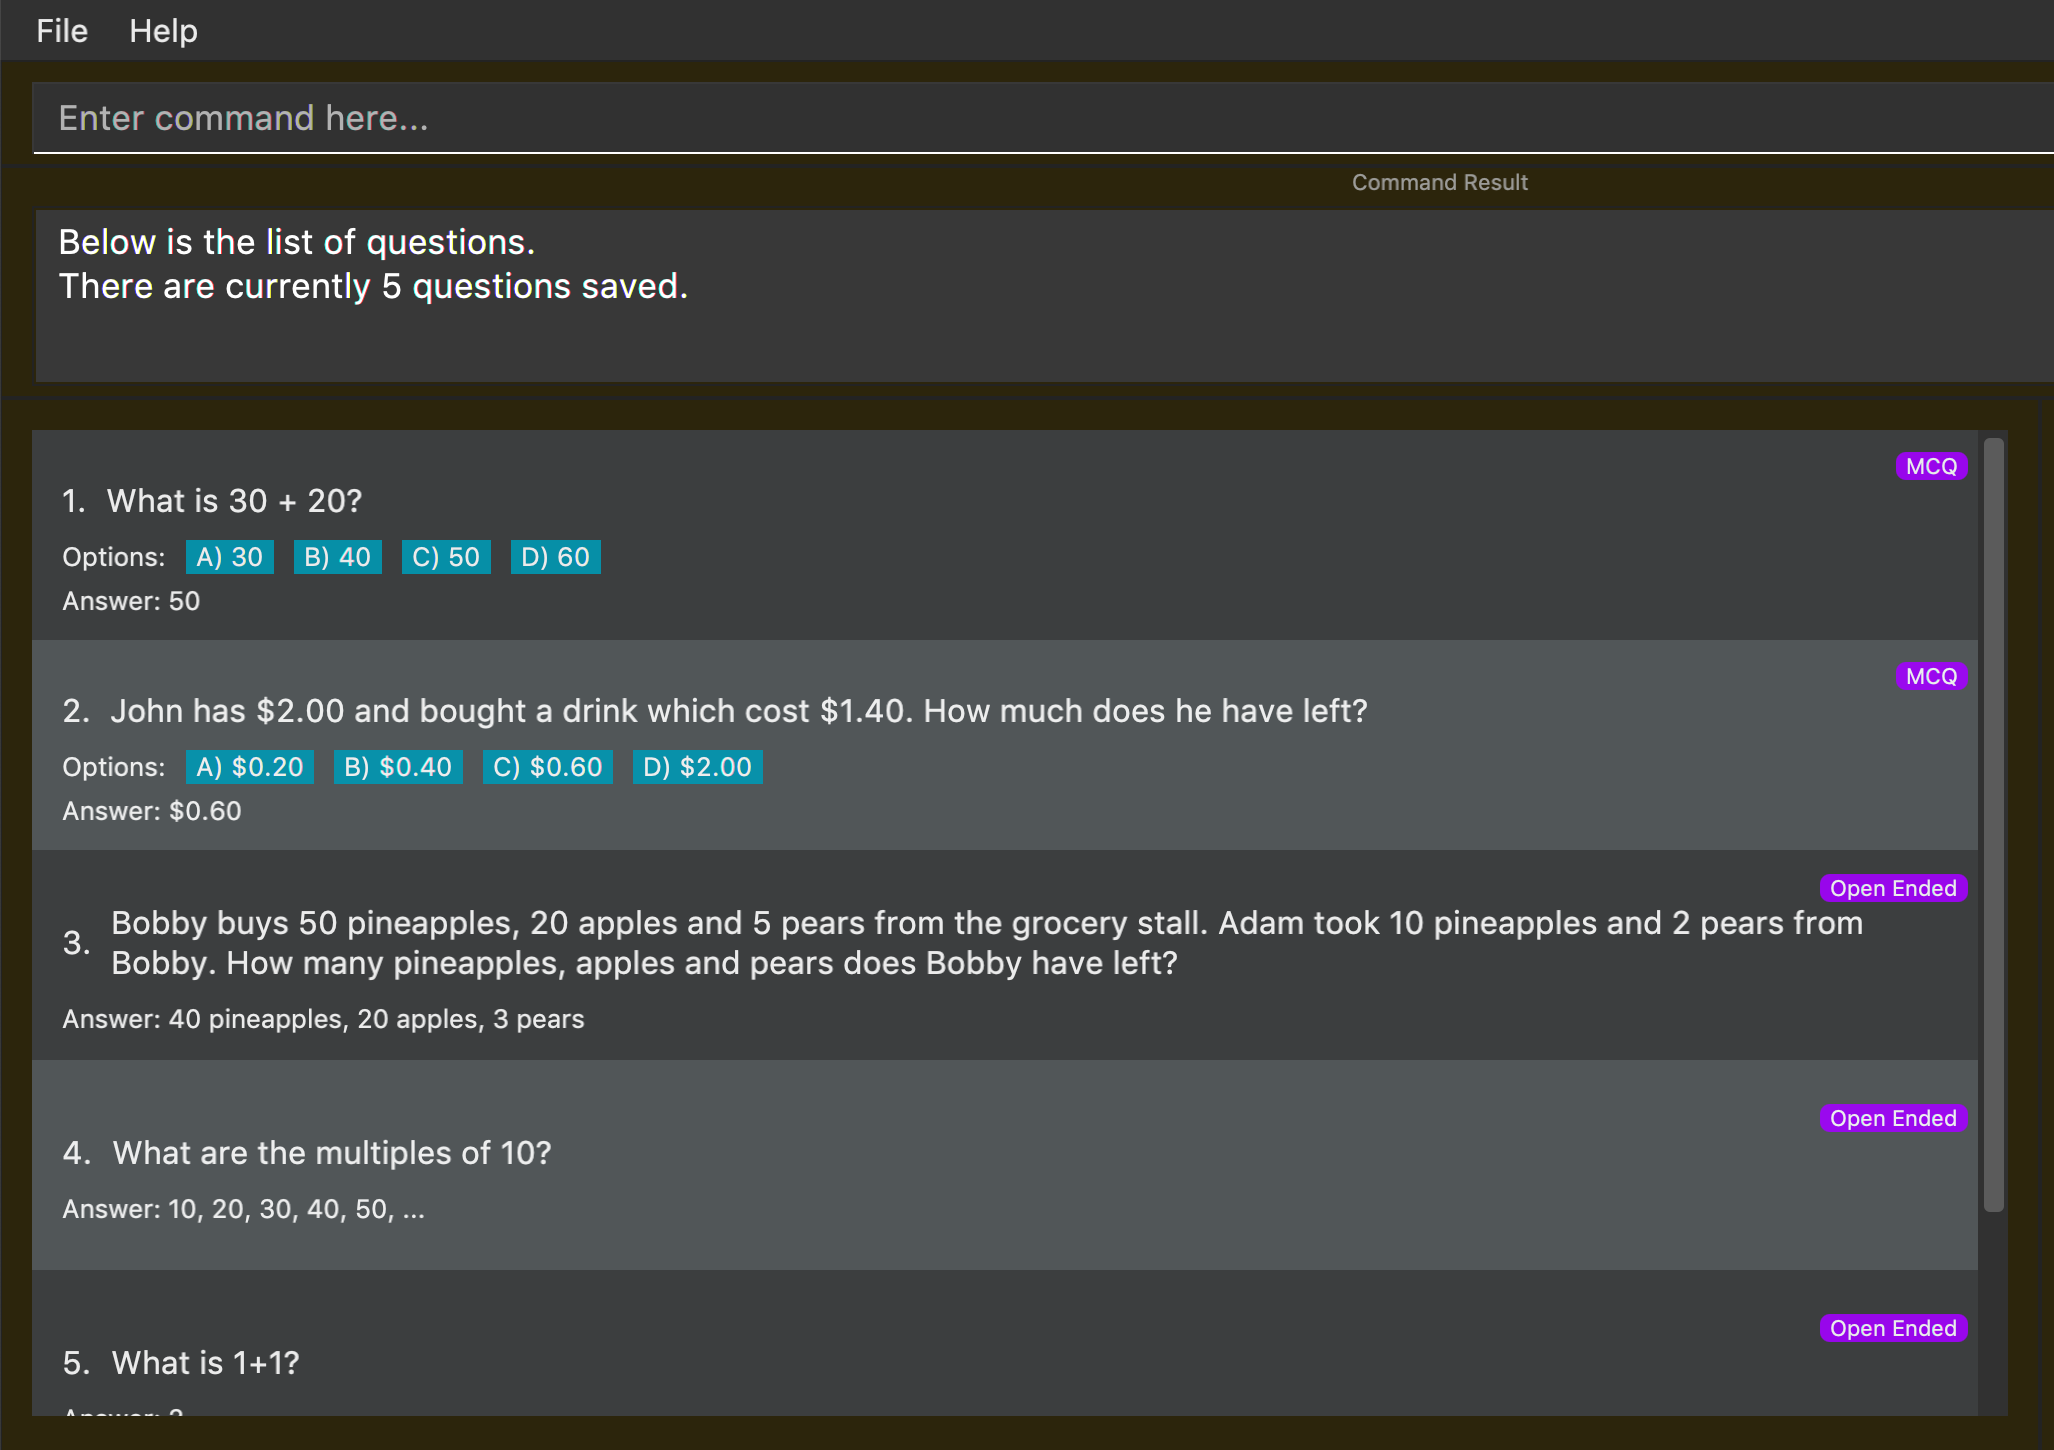 File Help
Enter command here...
Command Result
Below is the list of questions.
There are currently 5 questions saved.
MCQ
1. What is 30 + 20?
Options: A) 30 B) 40 C) 50 D) 60
Answer: 50
MCQ
2. John has $2.00 and bought a drink which cost $1.40. How much does he have left?
Options: A) $0.20 B) $0.40 C) $0.60 D) $2.00
Answer: $0.60
Open Ended
3. Bobby buys 50 pineapples, 20 apples and 5 pears from the grocery stall. Adam took 10 pineapples and 2 pears from
Bobby. How many pineapples, apples and pears does Bobby have left?
Answer: 40 pineapples, 20 apples, 3 pears
Open Ended
4. What are the multiples of 10?
Answer: 10, 20, 30, 40, 50, ...
Open Ended
5. What is 1+1?
Answer: